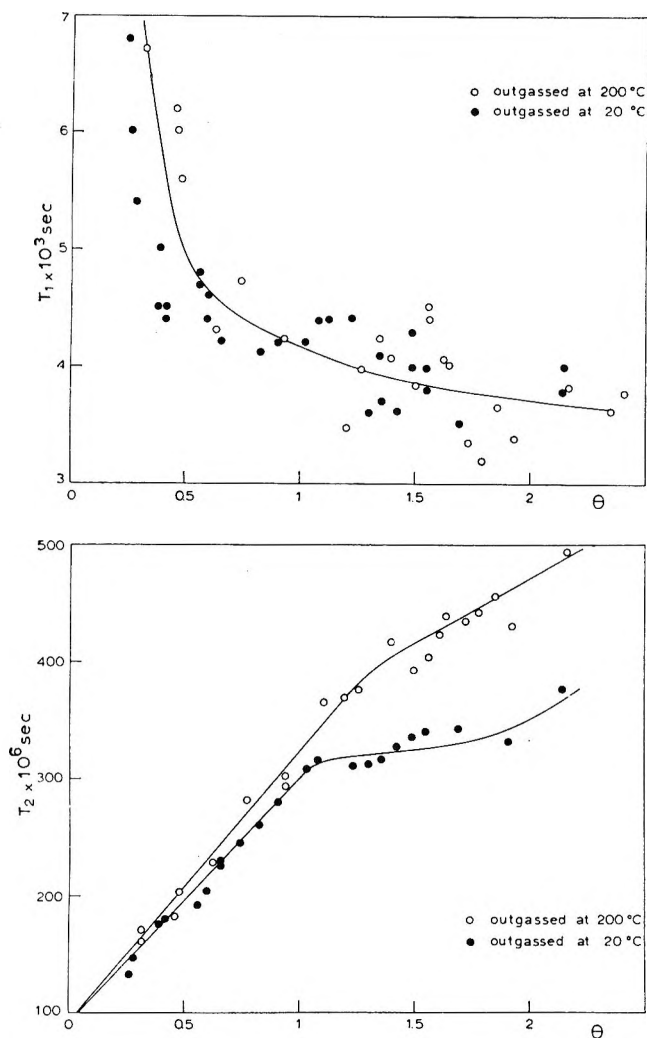 7
6
5
4
3
T₁ x 10³ sec
○ outgassed at 200 °C
● outgassed at 20 °C
0
0.5
1
1.5
2
θ
500
400
300
200
100
T₂ x 10⁶ sec
○ outgassed at 200 °C
● outgassed at 20 °C
0
0.5
1
1.5
2
θ